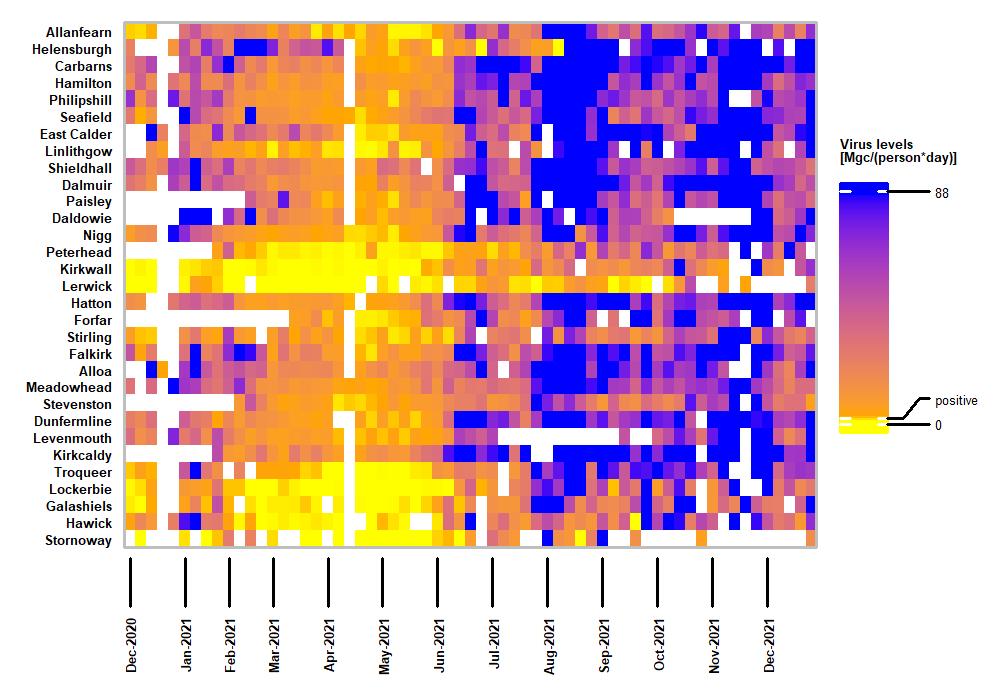 Allanfearn
Helensburgh
Carbarns
Hamilton
Philipshill
Seafield
East Calder
Linlithgow
Shieldhall
Dalmuir
Paisley
Daldowie
Nigg
Peterhead
Kirkwall
Lerwick
Hatton
Forfar
Stirling
Falkirk
Alloa
Meadowhead
Stevenston
Dunfermline
Levenmouth
Kirkcaldy
Troqueer
Lockerbie
Galashiels
Hawick
Stornoway
Dec-2020
Jan-2021
Feb-2021
Mar-2021
Apr-2021
May-2021
Jun-2021
Jul-2021
Aug-2021
Sep-2021
Oct-2021
Nov-2021
Dec-2021
Virus levels
[Mgc/(person*day)]
88
positive
0